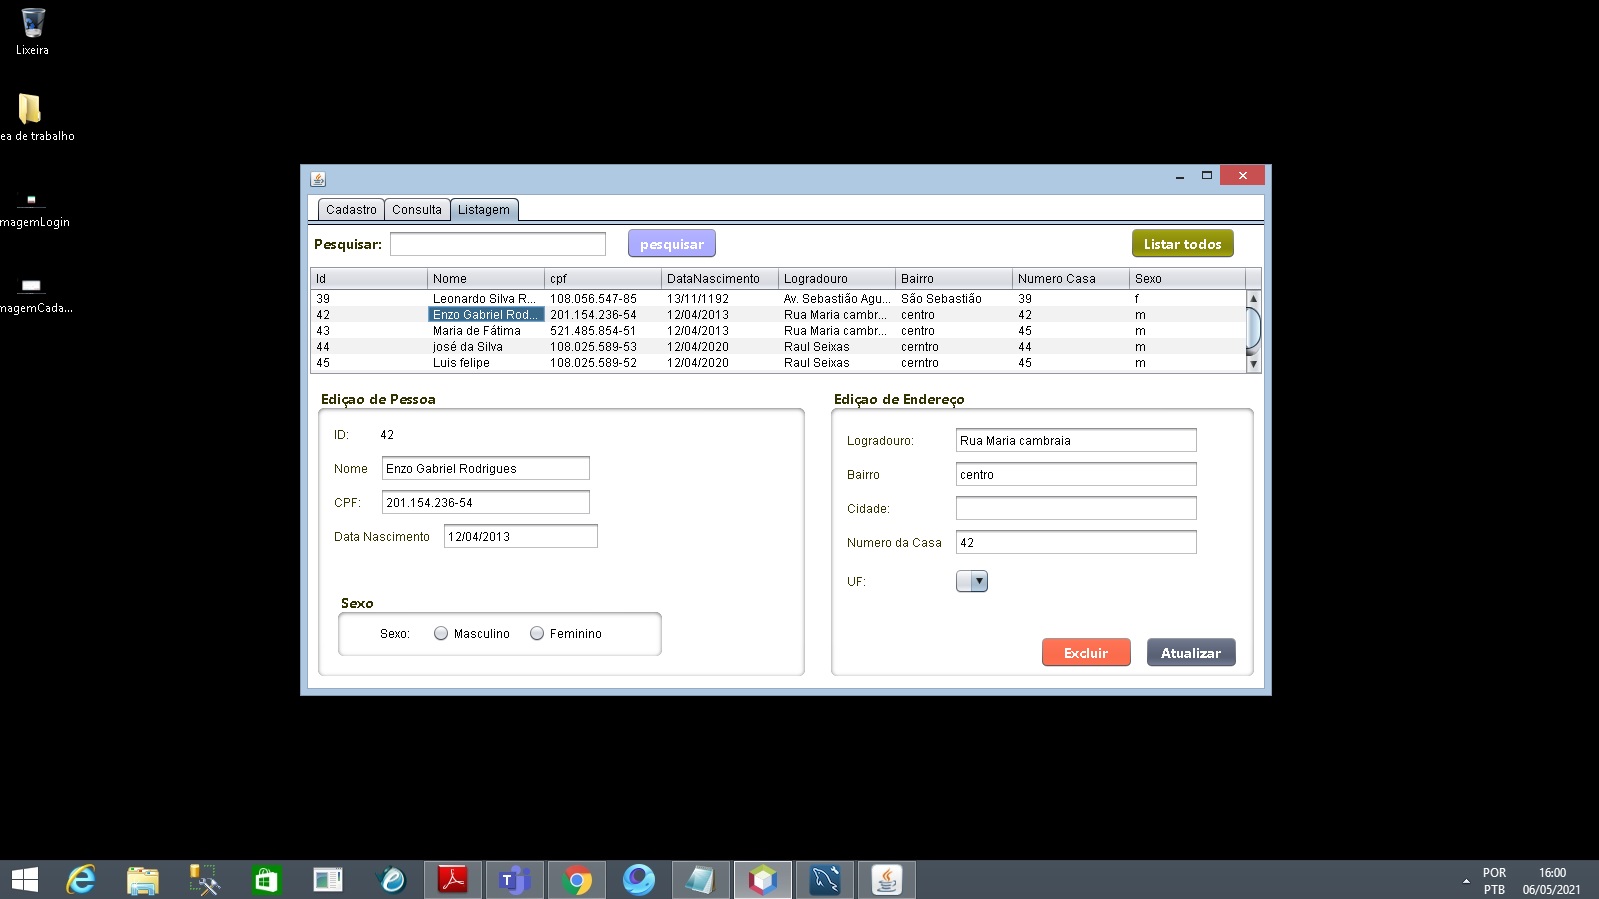 Lixeira
ea de trabalho
magemLogin
magemCada...
Cadastro Consulta Listagem
Pesquisar: pesquisar Listar todos
Id Nome cpf DataNascimento Logradouro Bairro Numero Casa Sexo
39 Leonardo Silva R... 108.056.547-85 13/11/1192 Av. Sebastião Agu... São Sebastião 39 f
42 Enzo Gabriel Rod... 201.154.236-54 12/04/2013 Rua Maria cambr... centro 42 m
43 Maria de Fátima 521.485.854-51 12/04/2013 Rua Maria cambr... centro 45 m
44 josé da Silva 108.025.589-53 12/04/2020 Raul Seixas cerntro 44 m
45 Luis felipe 108.025.589-52 12/04/2020 Raul Seixas cerntro 45 m
Ediçao de Pessoa
ID: 42
Nome Enzo Gabriel Rodrigues
CPF: 201.154.236-54
Data Nascimento 12/04/2013
Sexo
Sexo: Masculino Feminino
Ediçao de Endereço
Logradouro: Rua Maria cambraia
Bairro centro
Cidade:
Numero da Casa 42
UF:
Excluir Atualizar
POR 16:00
PTB 06/05/2021